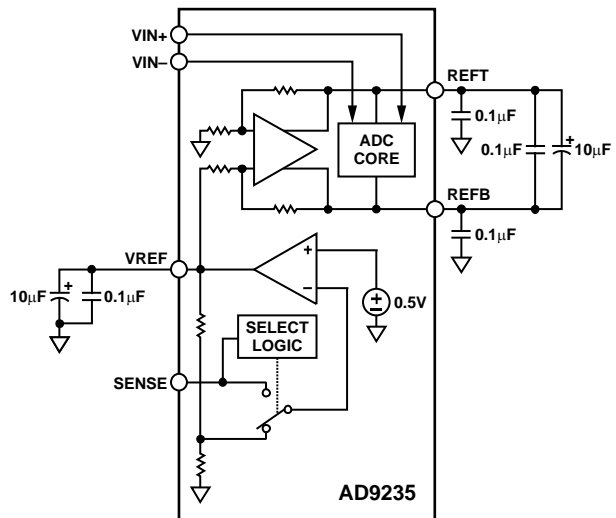 VIN+
VIN–
REFT
0.1μF
ADC
CORE
0.1μF
10μF
+
REFB
0.1μF
VREF
+
–
10μF
+
0.1μF
0.5V
SELECT
LOGIC
SENSE
AD9235